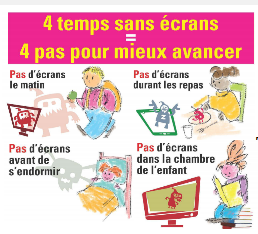 4 temps sans écrans
=
4 pas pour mieux avancer
Pas d'écrans
le matin
Pas d'écrans
durant les repas
Pas d'écrans
avant de
s'endormir
Pas d'écrans
dans la chambre
de l'enfant